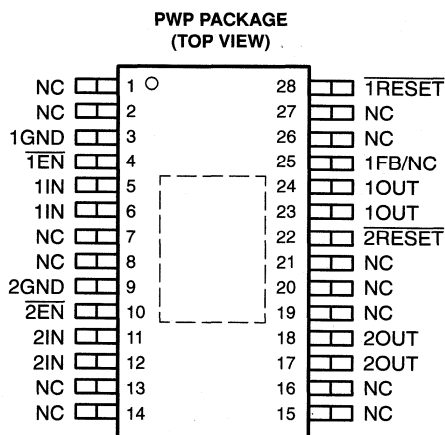 PWP PACKAGE
(TOP VIEW)
NC 1 28 1RESET
NC 2 27 NC
1GND 3 26 NC
1EN 4 25 1FB/NC
1IN 5 24 1OUT
1IN 6 23 1OUT
NC 7 22 2RESET
NC 8 21 NC
2GND 9 20 NC
2EN 10 19 NC
2IN 11 18 2OUT
2IN 12 17 2OUT
NC 13 16 NC
NC 14 15 NC